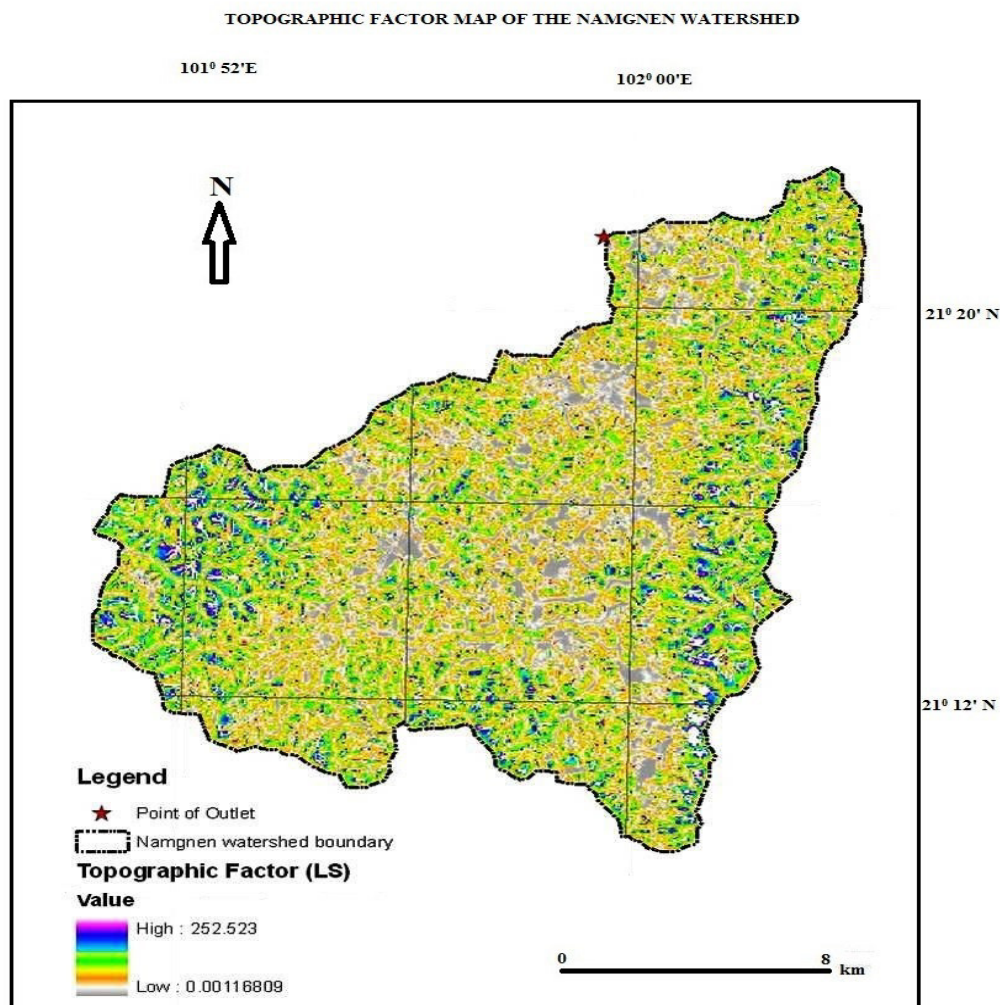 TOPOGRAPHIC FACTOR MAP OF THE NAMGNEN WATERSHED
101⁰ 52'E
102⁰ 00'E
N
21⁰ 20' N
21⁰ 12' N
Legend
Point of Outlet
Namgnen watershed boundary
Topographic Factor (LS)
Value
High : 252.523
Low : 0.00116809
0 8
km